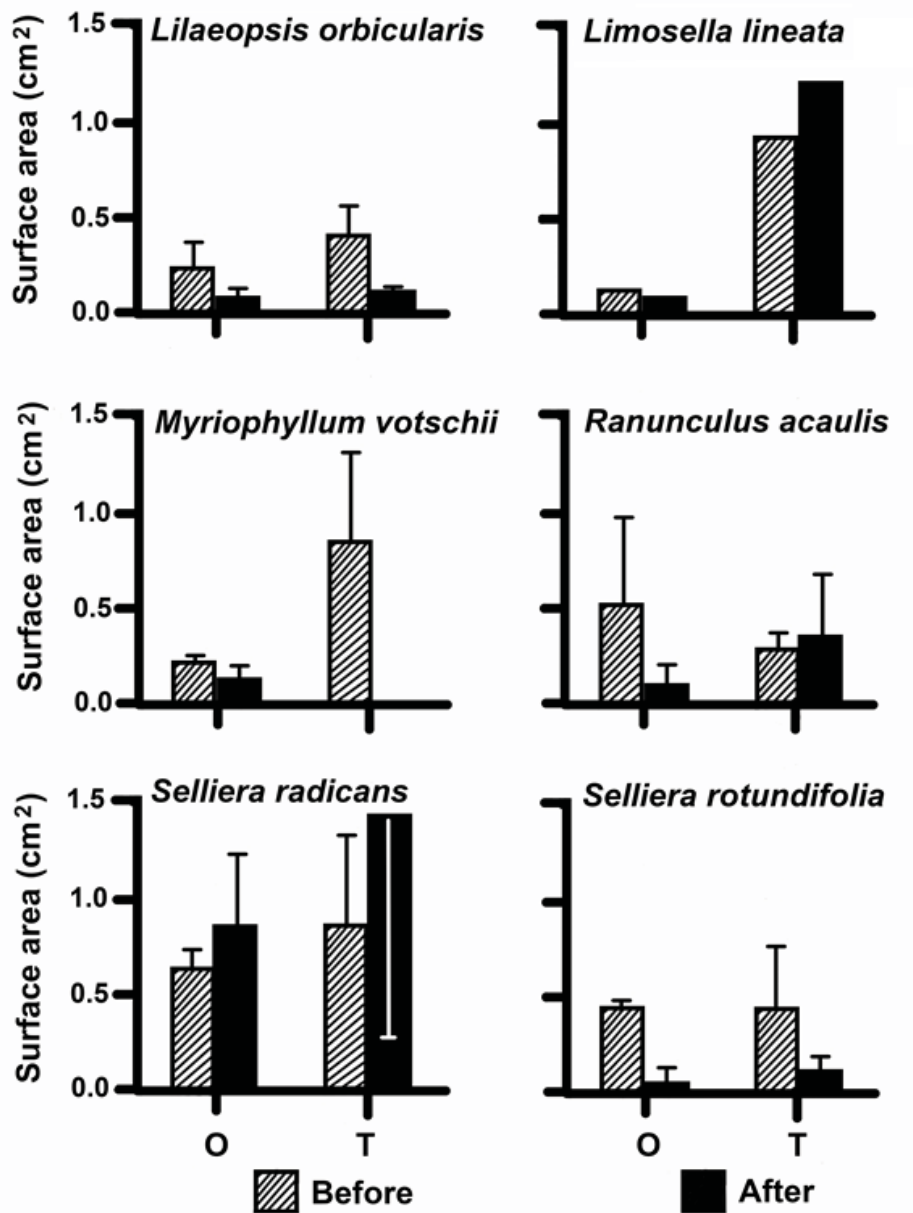 Lilaeopsis orbicularis
Surface area (cm²)
1.5
1.0
0.5
0.0
Limosella lineata
Myriophyllum votschii
Surface area (cm²)
1.5
1.0
0.5
0.0
Ranunculus acaulis
Selliera radicans
Surface area (cm²)
1.5
1.0
0.5
0.0
O
T
Selliera rotundifolia
O
T
Before
After